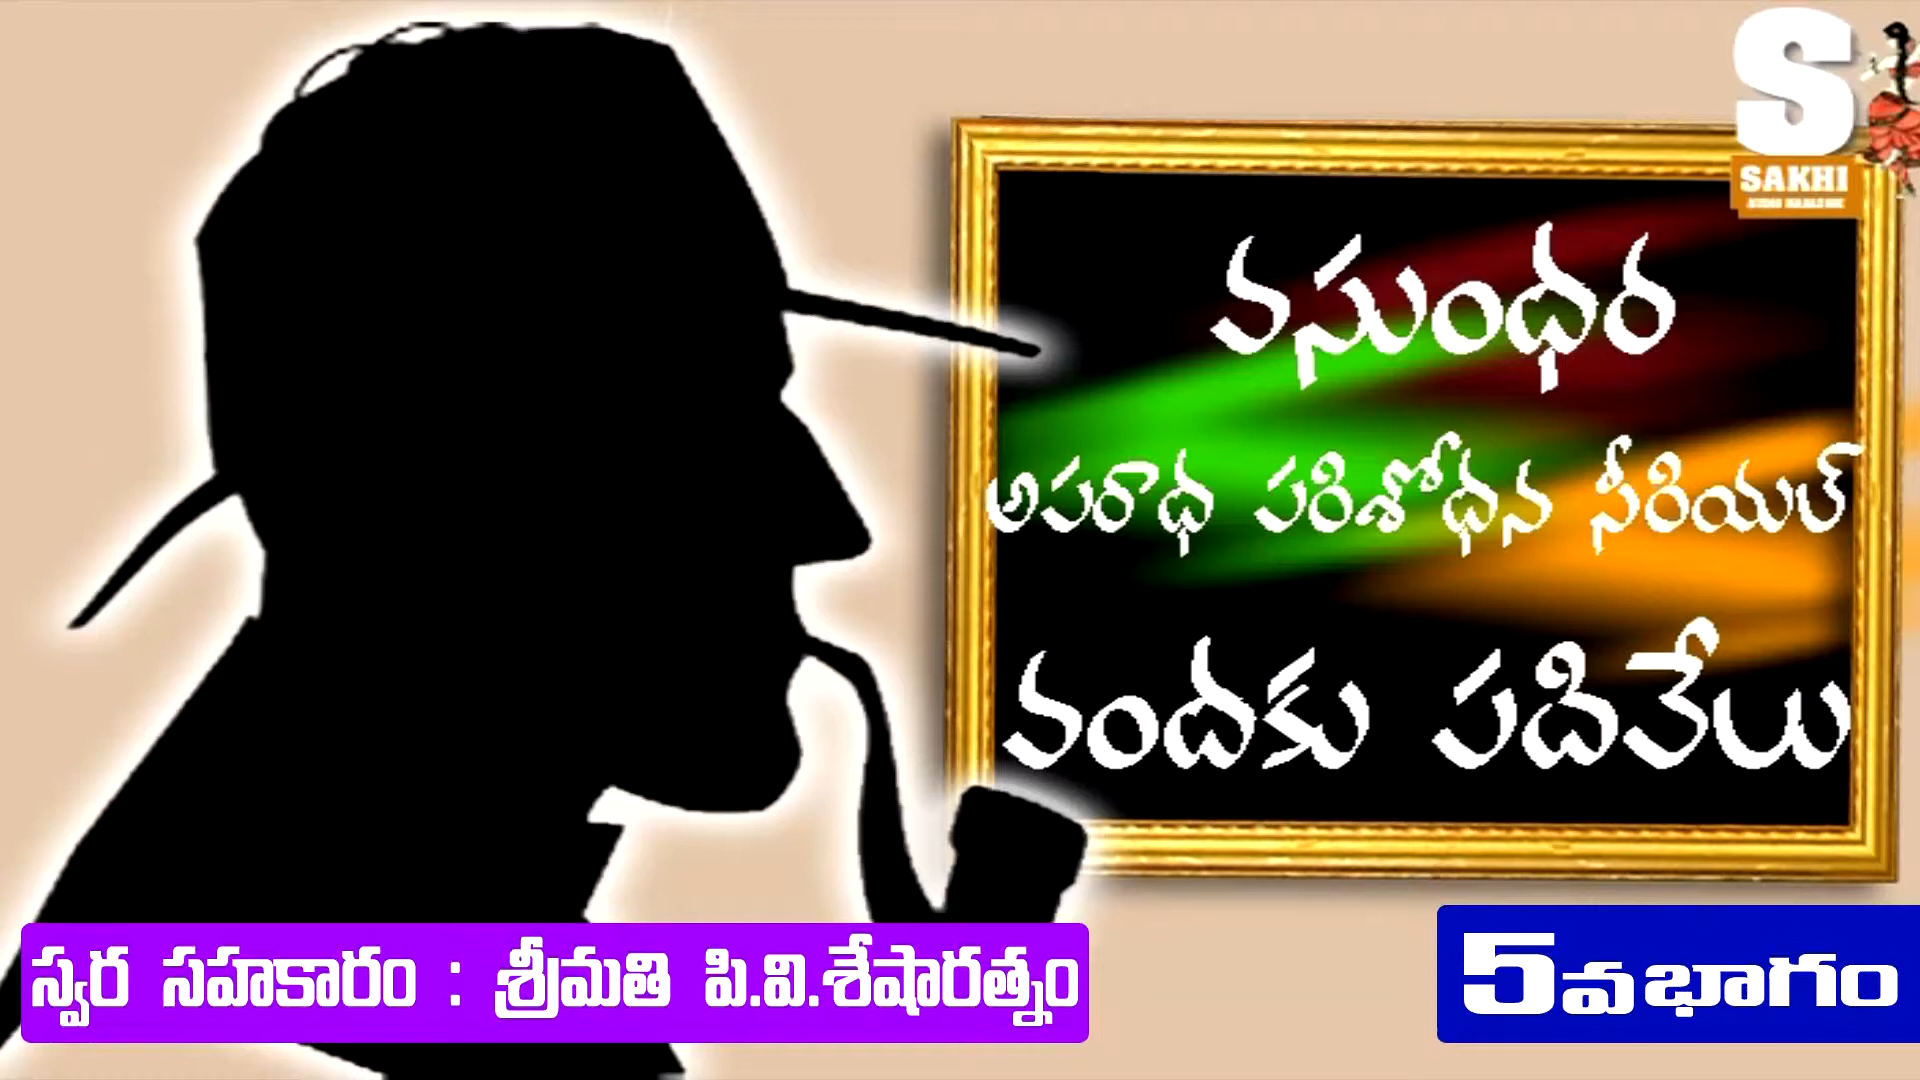 S
SAKHI
వసుంధర
అపరాధ పరిశోధన సీరియల్
వందకు పదివేలు
స్వర సహకారం : శ్రీమతి పి.వి.శేషారత్నం
5వ భాగం